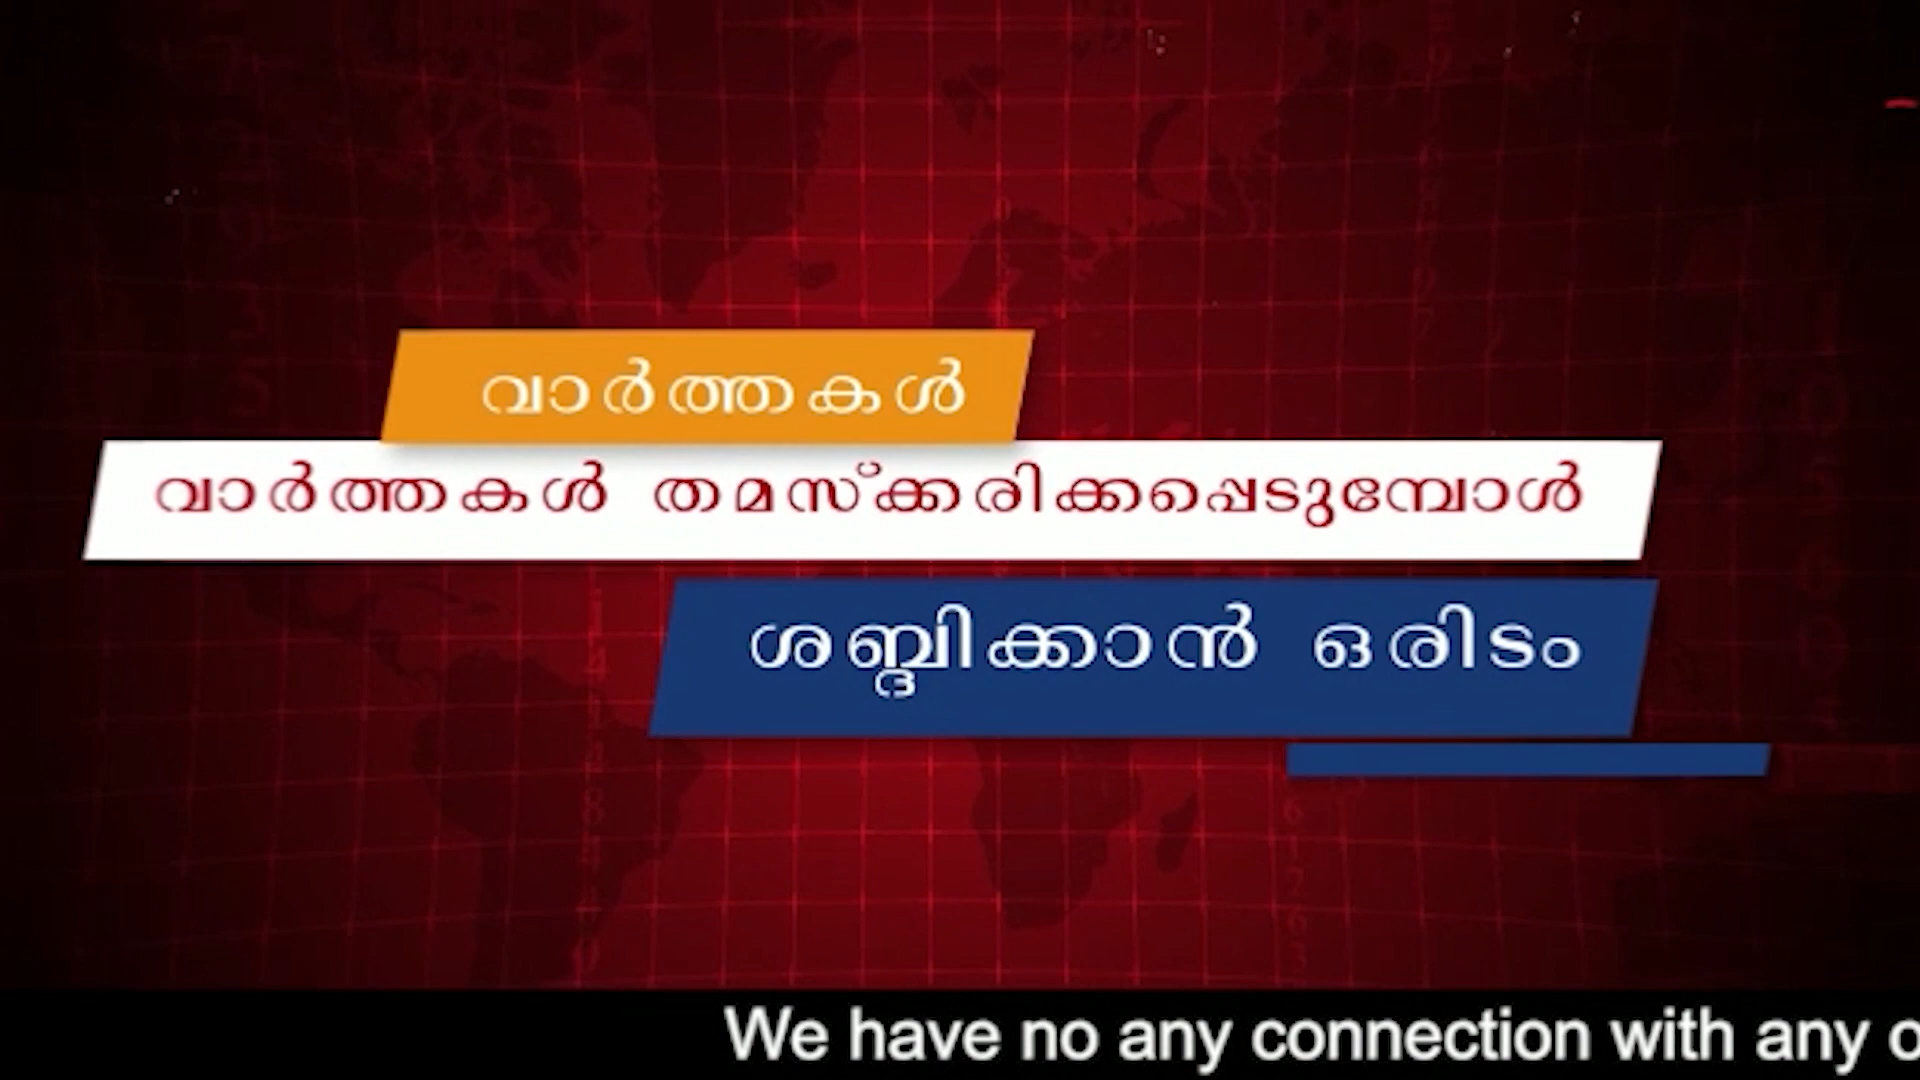 വാർത്തകൾ
വാർത്തകൾ തമസ്ക്കരിക്കപ്പെടുമ്പോൾ
ശബ്ദിക്കാൻ ഒരിടം
We have no any connection with any